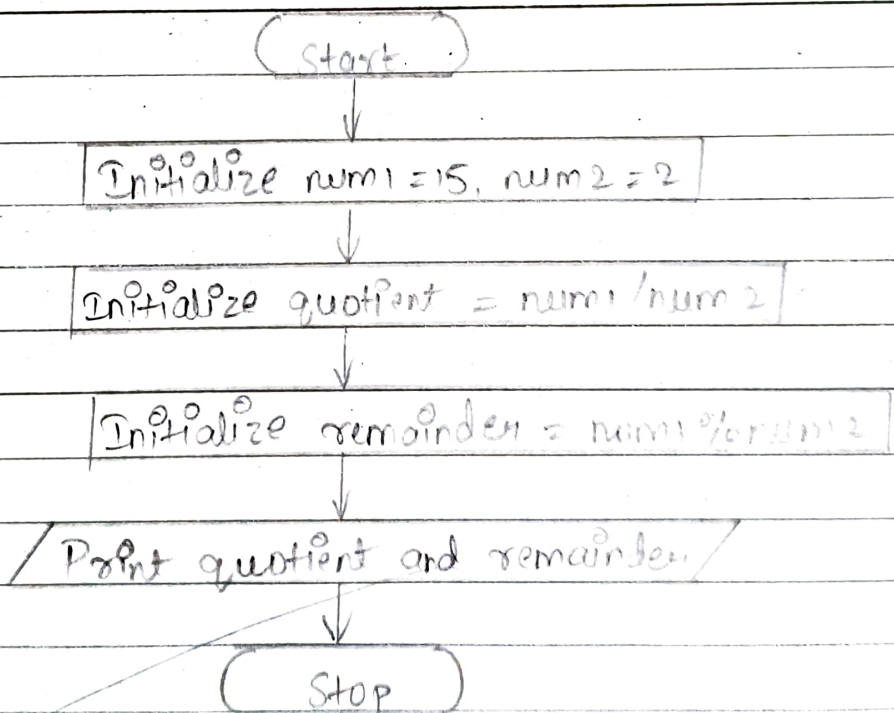 Start
Initialize num1 = 15, num2 = 2
Initialize quotient = num1/num2
Initialize remainder = num1%num2
Print quotient and remainder
Stop